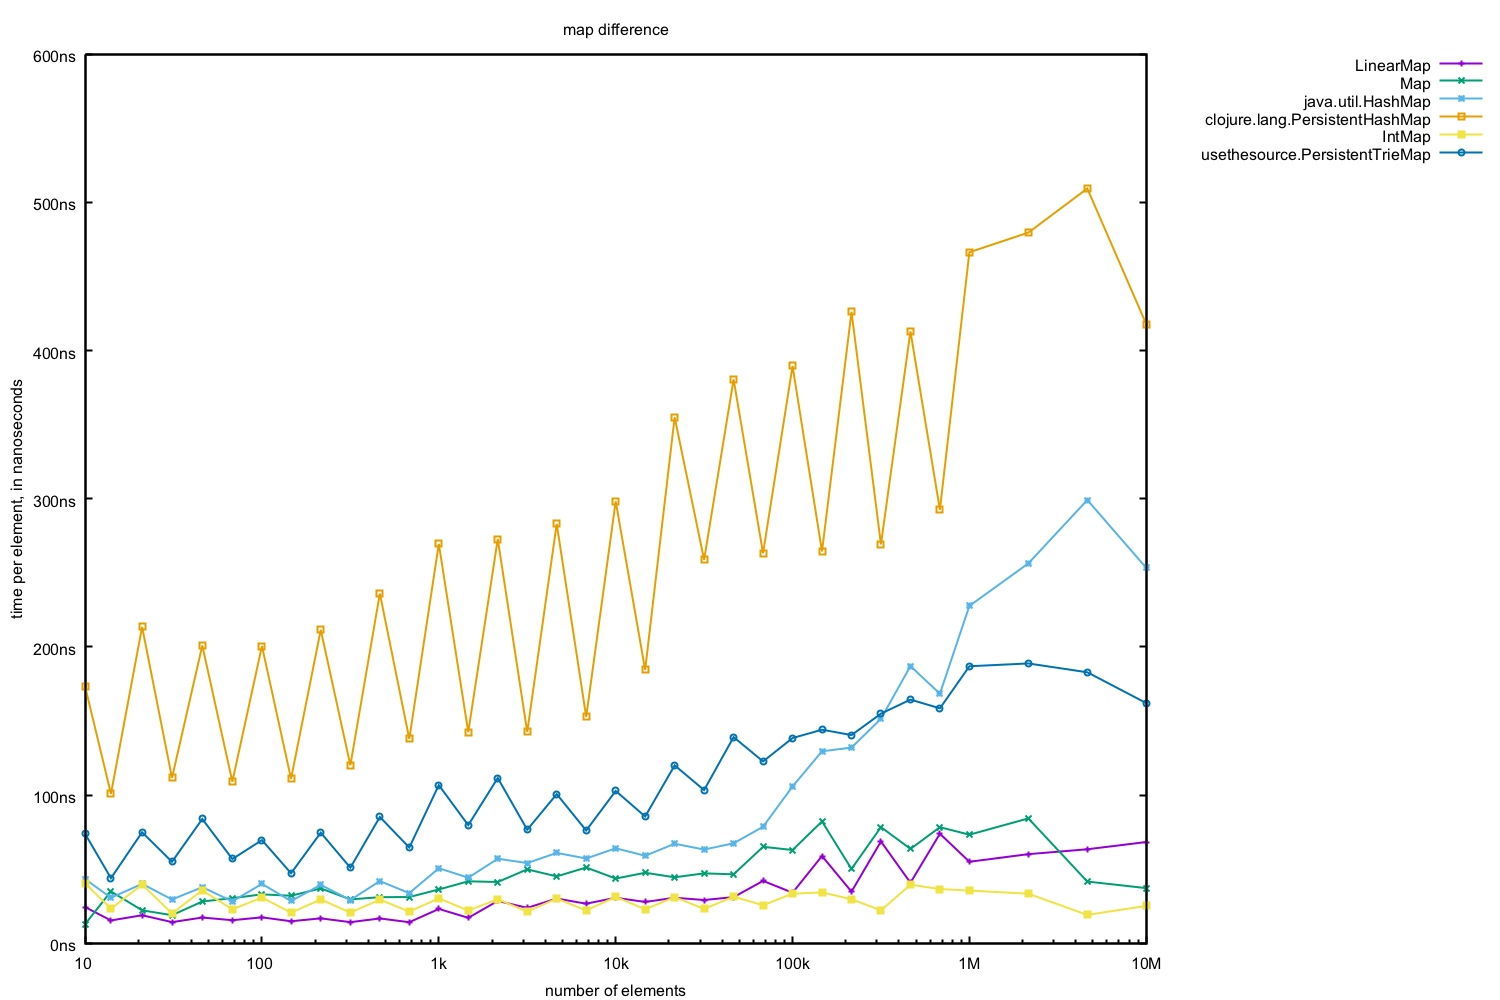 map difference
600ns
500ns
400ns
300ns
200ns
100ns
0ns
time per element, in nanoseconds
10
100
1k
10k
100k
1M
10M
number of elements
LinearMap
Map
java.util.HashMap
clojure.lang.PersistentHashMap
IntMap
usethesource.PersistentTrieMap